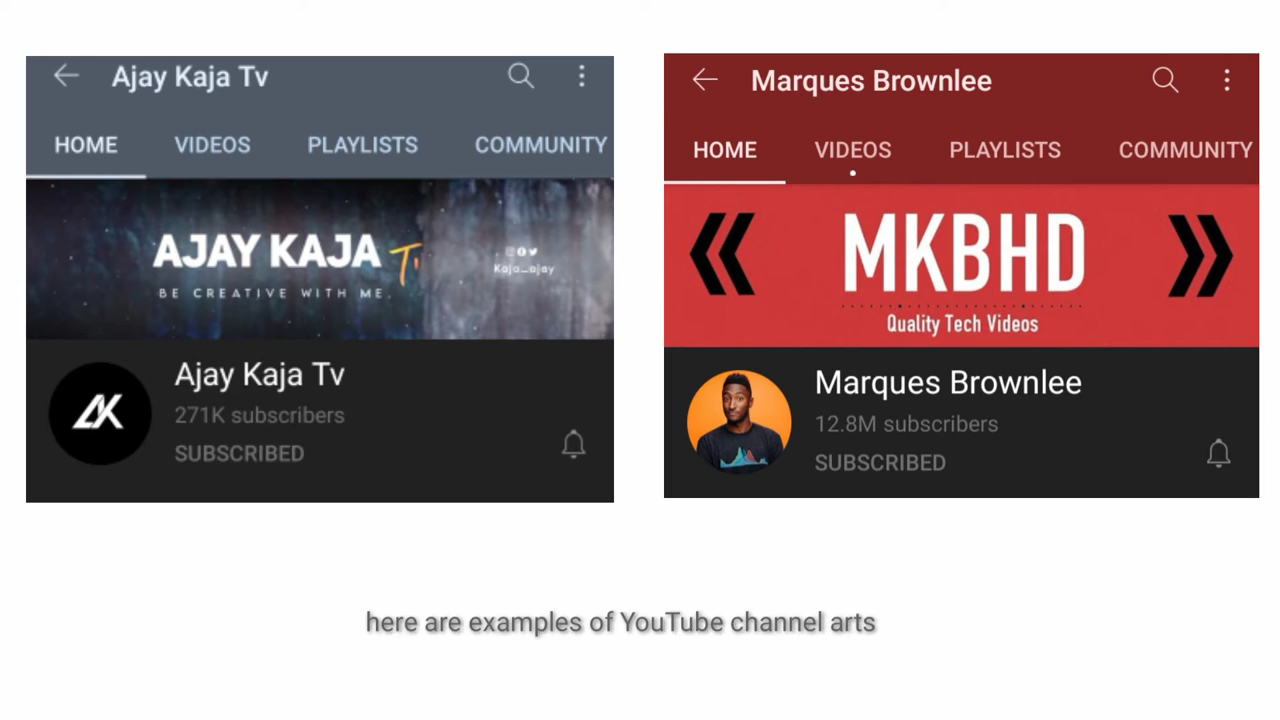 Ajay Kaja Tv
HOME VIDEOS PLAYLISTS COMMUNITY
AJAY KAJA
BE CREATIVE WITH ME.
Kaja_ajay
AK
Ajay Kaja Tv
271K subscribers
SUBSCRIBED
Marques Brownlee
HOME VIDEOS PLAYLISTS COMMUNITY
MKBHD
Quality Tech Videos
Marques Brownlee
12.8M subscribers
SUBSCRIBED
here are examples of YouTube channel arts